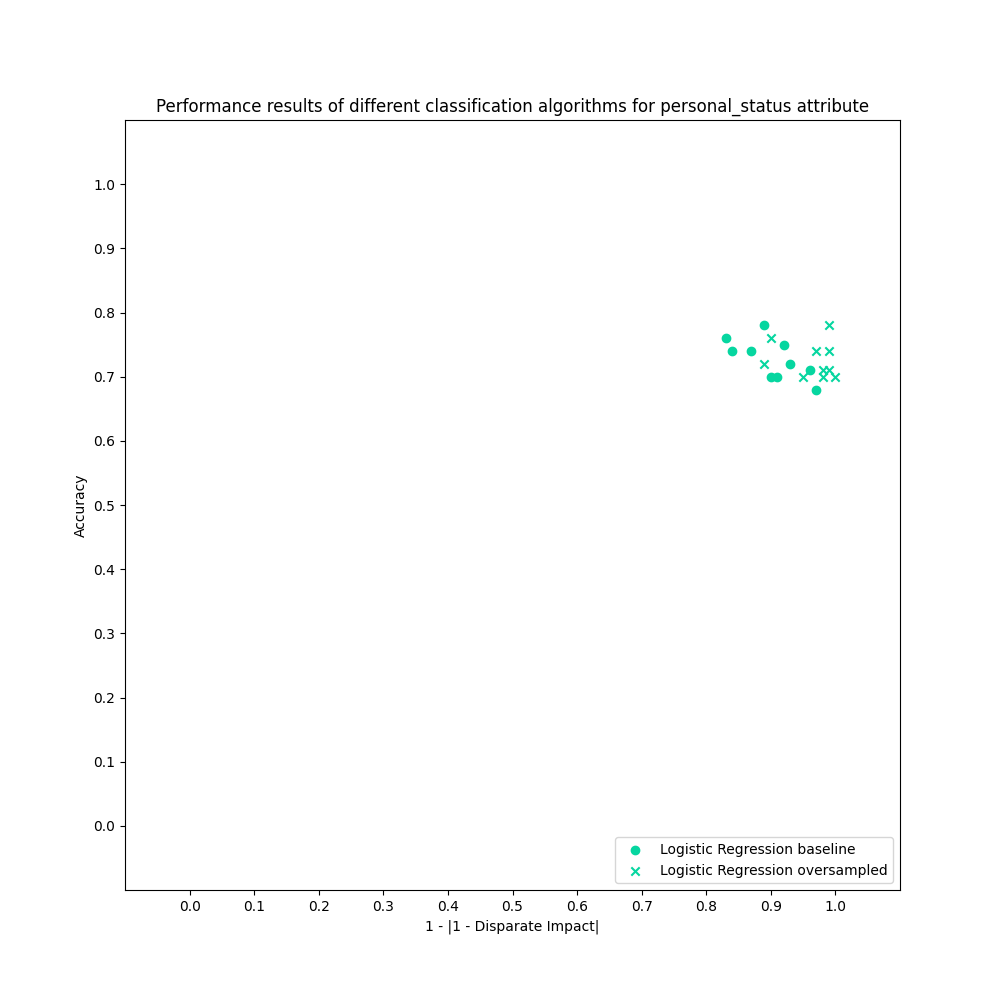 Performance results of different classification algorithms for personal_status attribute
1.0
0.9
0.8
0.7
0.6
0.5
0.4
0.3
0.2
0.1
0.0
Accuracy
Logistic Regression baseline
Logistic Regression oversampled
0.0 0.1 0.2 0.3 0.4 0.5 0.6 0.7 0.8 0.9 1.0
1 - |1 - Disparate Impact|